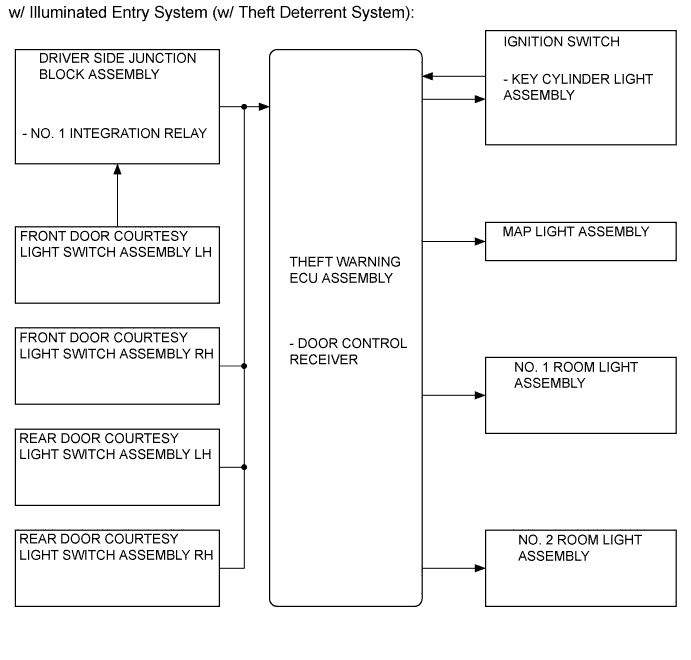 w/ Illuminated Entry System (w/ Theft Deterrent System):
DRIVER SIDE JUNCTION
BLOCK ASSEMBLY
- NO. 1 INTEGRATION RELAY
FRONT DOOR COURTESY
LIGHT SWITCH ASSEMBLY LH
FRONT DOOR COURTESY
LIGHT SWITCH ASSEMBLY RH
REAR DOOR COURTESY
LIGHT SWITCH ASSEMBLY LH
REAR DOOR COURTESY
LIGHT SWITCH ASSEMBLY RH
THEFT WARNING
ECU ASSEMBLY
- DOOR CONTROL
RECEIVER
IGNITION SWITCH
- KEY CYLINDER LIGHT
ASSEMBLY
MAP LIGHT ASSEMBLY
NO. 1 ROOM LIGHT
ASSEMBLY
NO. 2 ROOM LIGHT
ASSEMBLY